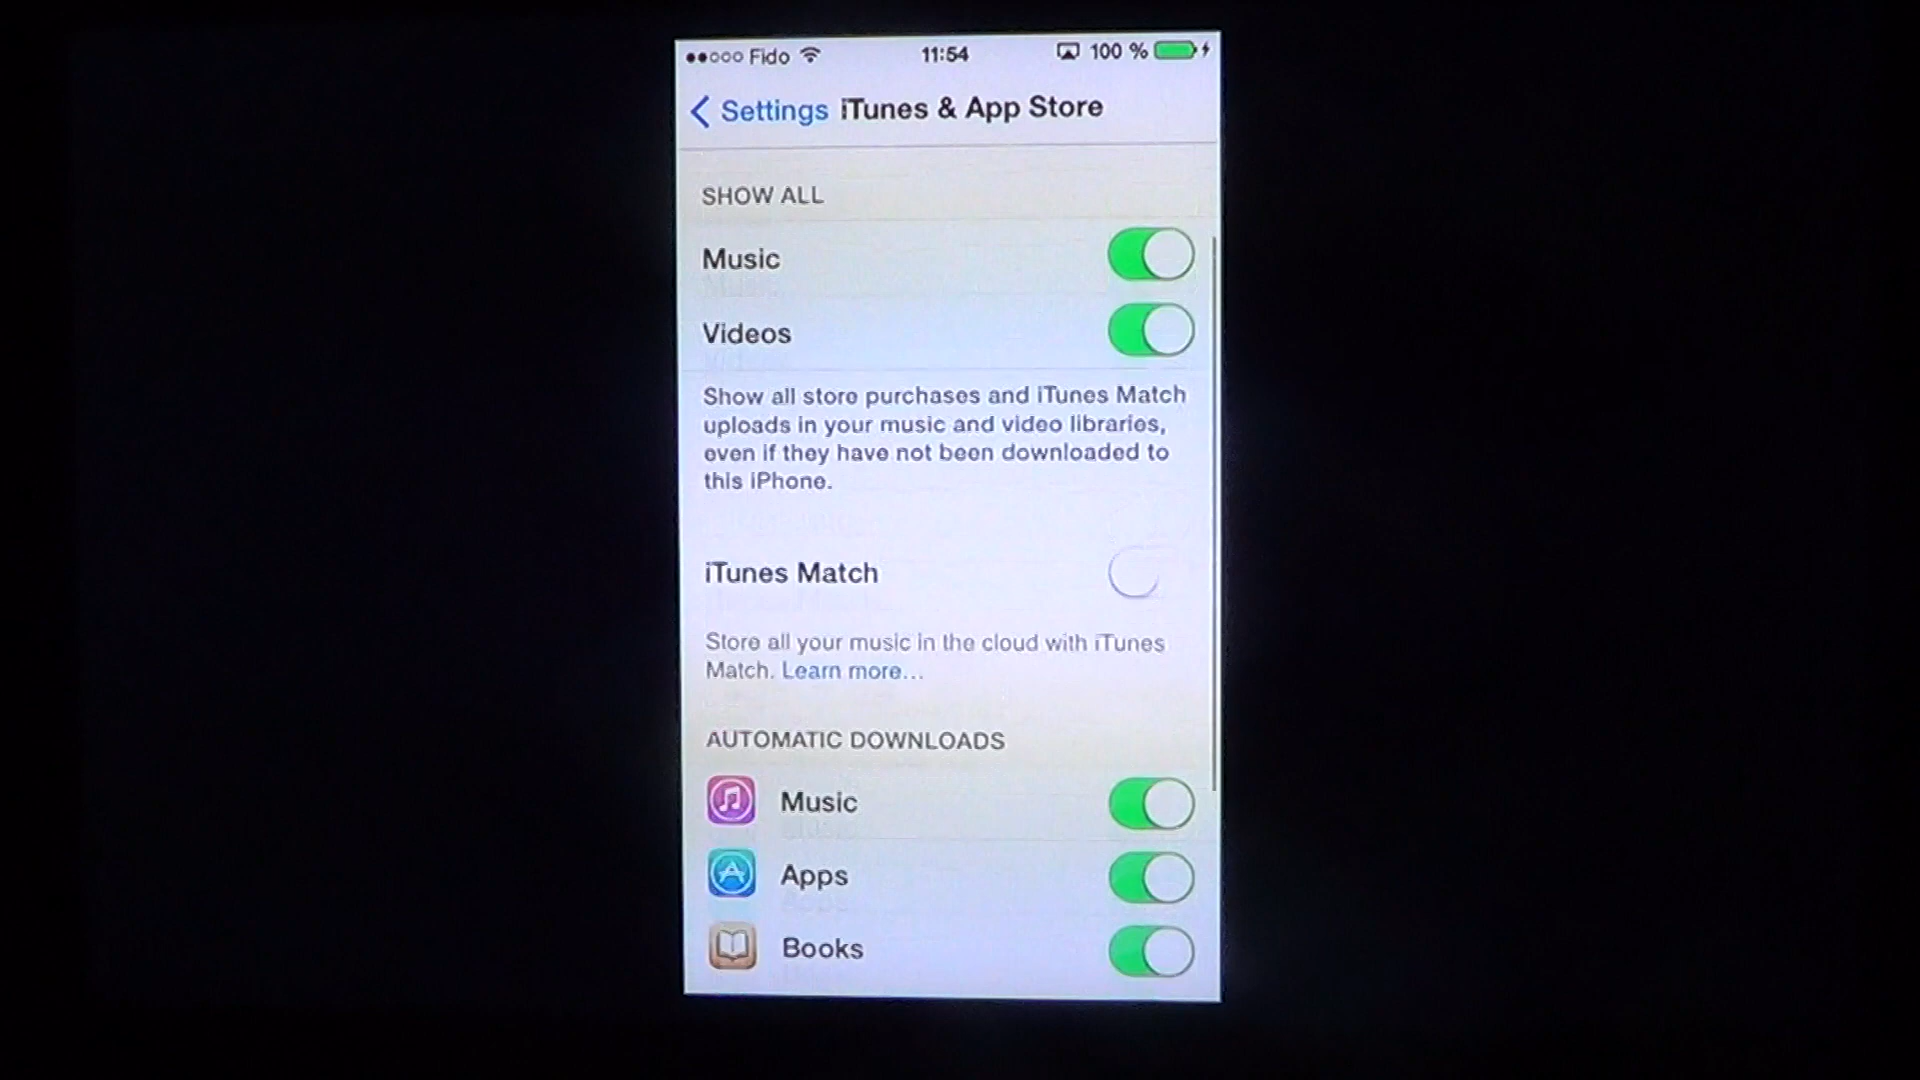 Fido 11:54 100 %
Settings iTunes & App Store
SHOW ALL
Music
Videos
Show all store purchases and iTunes Match
uploads in your music and video libraries,
even if they have not been downloaded to
this iPhone.
iTunes Match
Store all your music in the cloud with iTunes
Match. Learn more...
AUTOMATIC DOWNLOADS
Music
Apps
Books